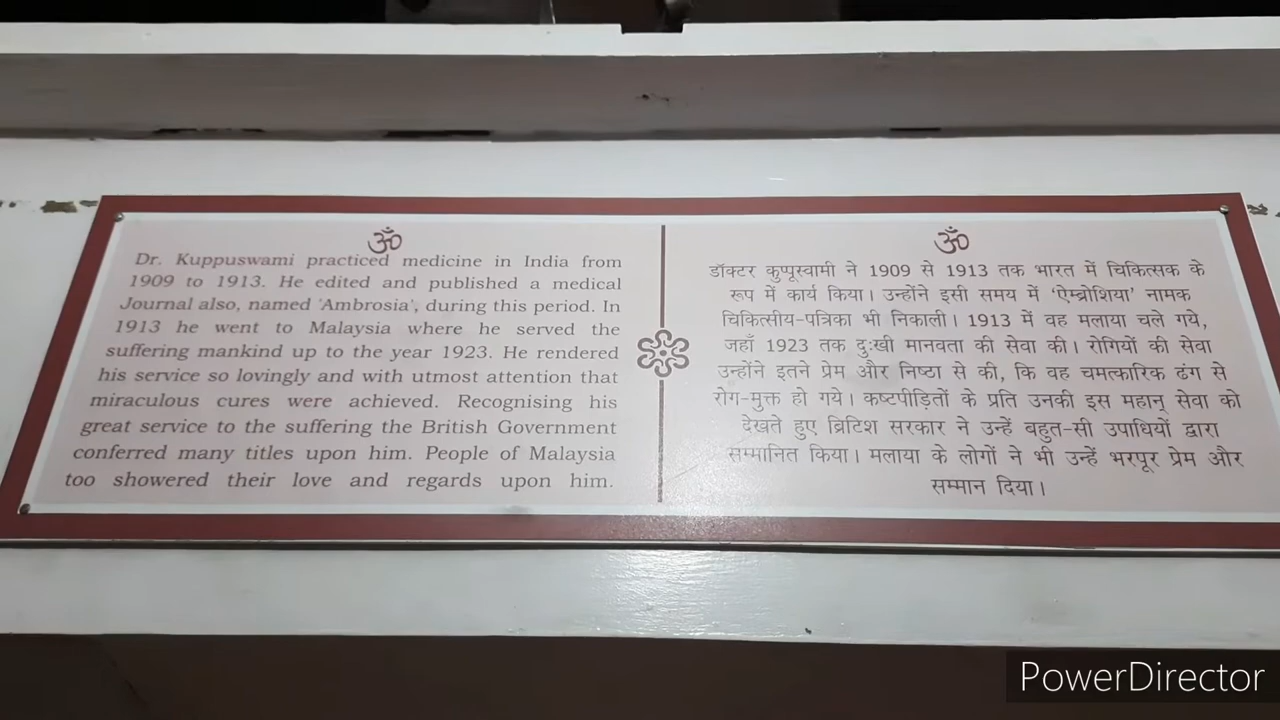 ॐ
Dr. Kuppuswami practiced medicine in India from
1909 to 1913. He edited and published a medical
Journal also, named 'Ambrosia', during this period. In
1913 he went to Malaysia where he served the
suffering mankind up to the year 1923. He rendered
his service so lovingly and with utmost attention that
miraculous cures were achieved. Recognising his
great service to the suffering the British Government
conferred many titles upon him. People of Malaysia
too showered their love and regards upon him.
ॐ
डॉक्टर कुप्पूस्वामी ने 1909 से 1913 तक भारत में चिकित्सक के
रूप में कार्य किया। उन्होंने इसी समय में 'ऐम्ब्रोशिया' नामक
चिकित्सीय-पत्रिका भी निकाली। 1913 में वह मलाया चले गये,
जहाँ 1923 तक दुःखी मानवता की सेवा की। रोगियों की सेवा
उन्होंने इतने प्रेम और निष्ठा से की, कि वह चमत्कारिक ढंग से
रोग-मुक्त हो गये। कष्टपीड़ितों के प्रति उनकी इस महान् सेवा को
देखते हुए ब्रिटिश सरकार ने उन्हें बहुत-सी उपाधियों द्वारा
सम्मानित किया। मलाया के लोगों ने भी उन्हें भरपूर प्रेम और
सम्मान दिया।
PowerDirector